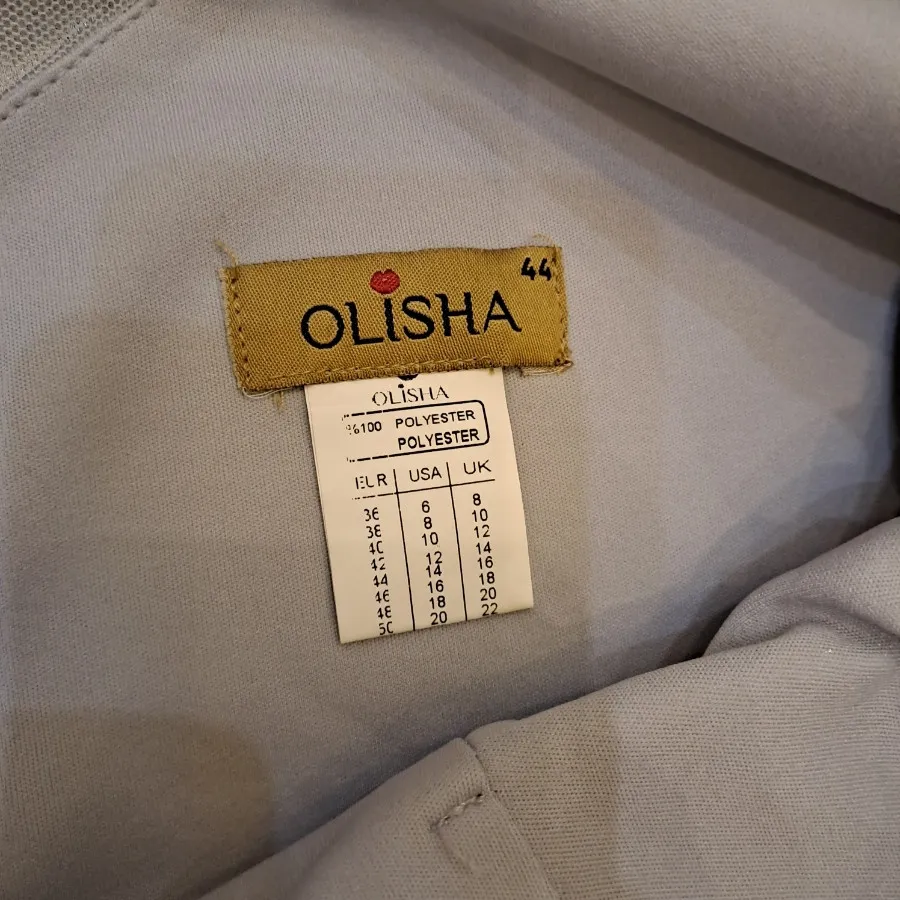 44
OLiSHA
OLiSHA
%100 POLYESTER
POLYESTER
EUR USA UK
36 6 8
38 8 10
40 10 12
42 12 14
44 14 16
46 16 18
48 18 20
50 20 22